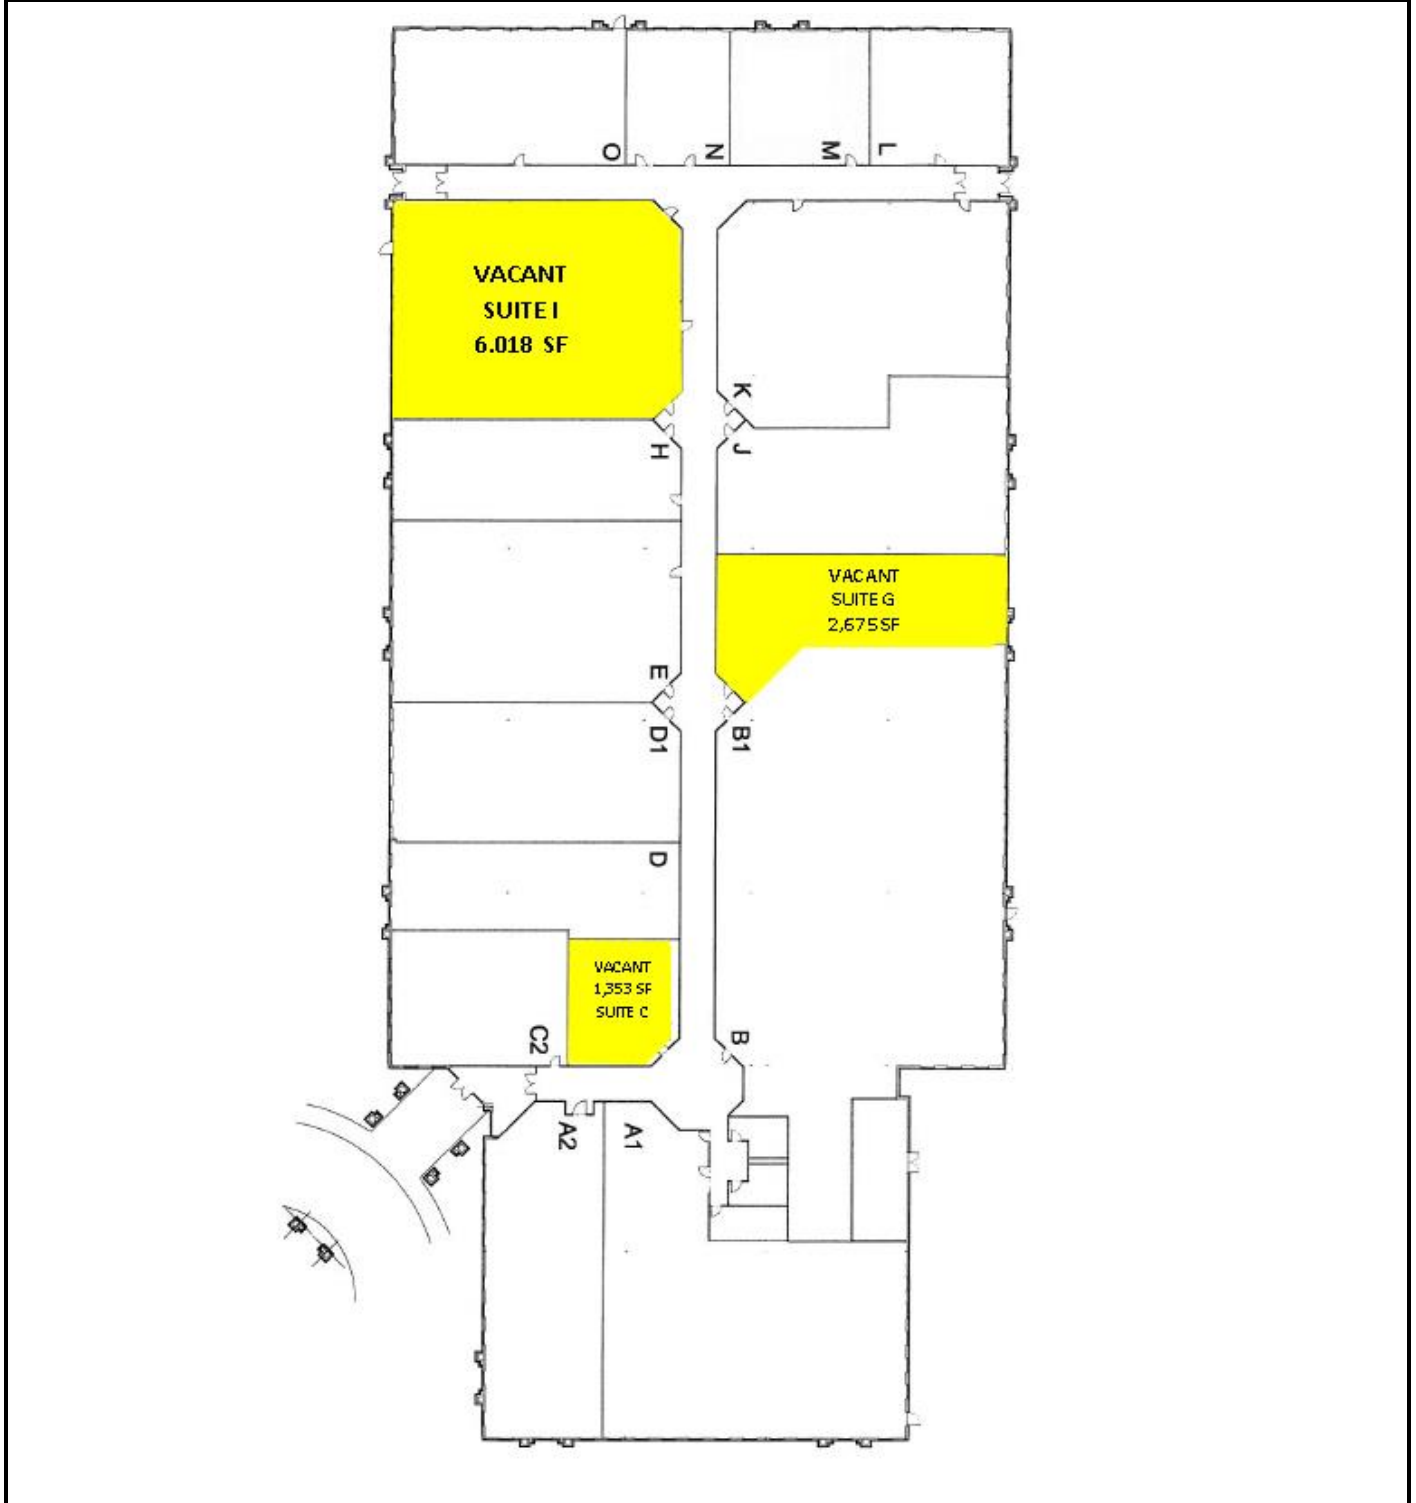 O
N
M
L
VACANT
SUITE I
6.018 SF
K
H
J
VACANT
SUITE G
2,675 SF
E
D1
B1
D
VACANT
1,353 SF
SUITE C
C2
B
A2
A1